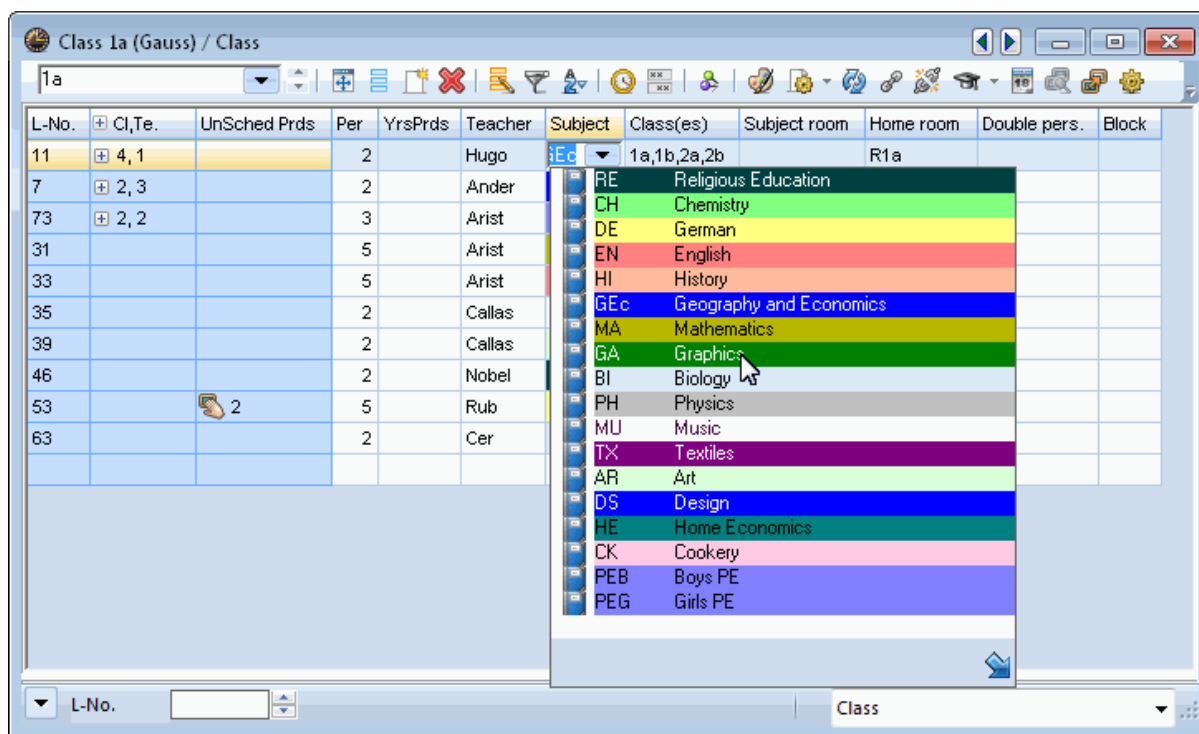 Class 1a (Gauss) / Class
1a
L-No. Cl,Te. UnSched Prds Per YrsPrds Teacher Subject Class(es) Subject room Home room Double pers. Block
11 4, 1 2 Hugo GEc 1a,1b,2a,2b R1a
7 2, 3 2 Ander
73 2, 2 3 Arist
31 5 Arist
33 5 Arist
35 2 Callas
39 2 Callas
46 2 Nobel
53 2 5 Rub
63 2 Cer
RE Religious Education
CH Chemistry
DE German
EN English
HI History
GEc Geography and Economics
MA Mathematics
GA Graphics
BI Biology
PH Physics
MU Music
TX Textiles
AR Art
DS Design
HE Home Economics
CK Cookery
PEB Boys PE
PEG Girls PE
L-No. Class